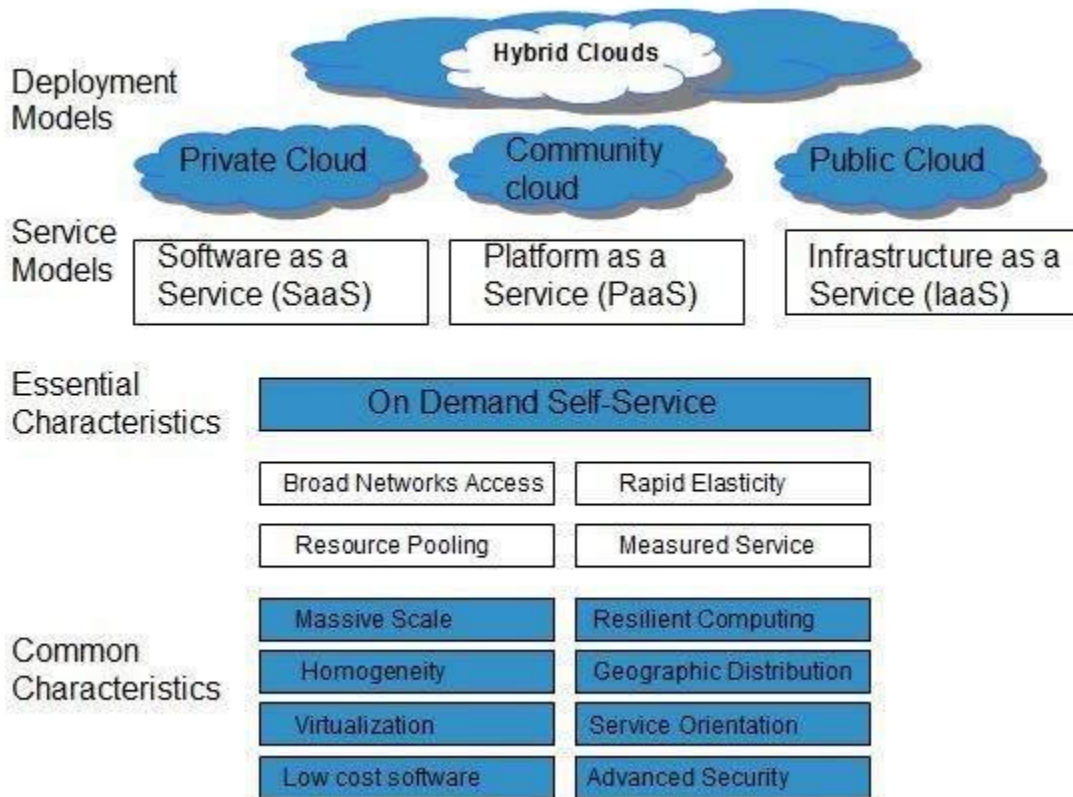 Hybrid Clouds
Deployment
Models
Private Cloud
Community
cloud
Public Cloud
Service
Models
Software as a
Service (SaaS)
Platform as a
Service (PaaS)
Infrastructure as a
Service (IaaS)
Essential
Characteristics
On Demand Self-Service
Broad Networks Access
Rapid Elasticity
Resource Pooling
Measured Service
Common
Characteristics
Massive Scale
Resilient Computing
Homogeneity
Geographic Distribution
Virtualization
Service Orientation
Low cost software
Advanced Security